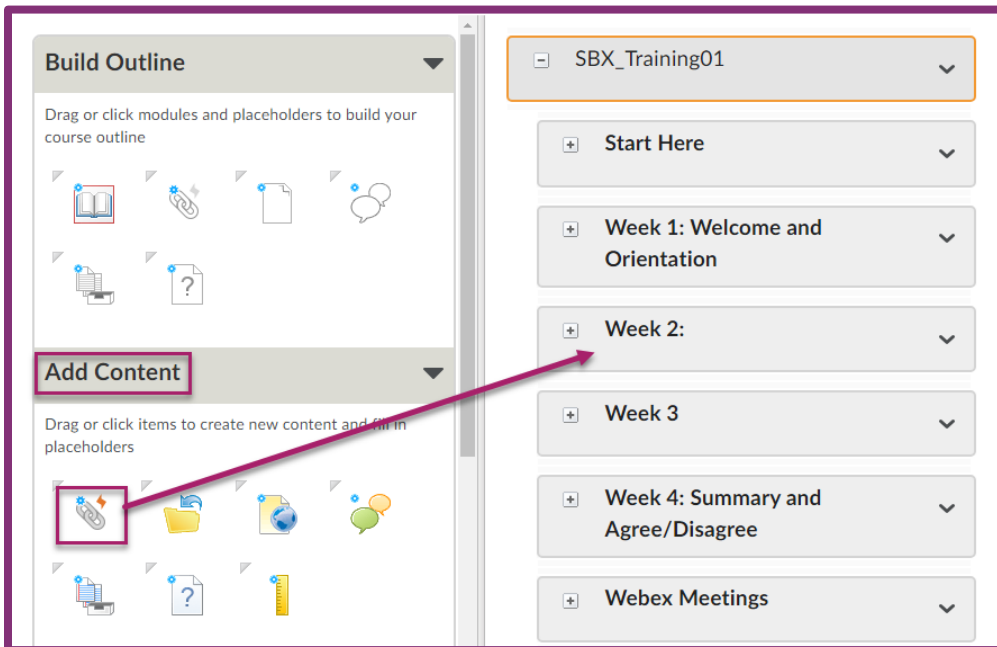 Build Outline
Drag or click modules and placeholders to build your
course outline
Add Content
Drag or click items to create new content and fill in
placeholders
SBX_Training01
Start Here
Week 1: Welcome and
Orientation
Week 2:
Week 3
Week 4: Summary and
Agree/Disagree
Webex Meetings